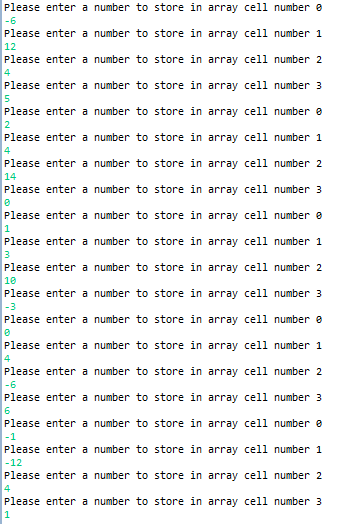 Please enter a number to store in array cell number 0
-6
Please enter a number to store in array cell number 1
12
Please enter a number to store in array cell number 2
4
Please enter a number to store in array cell number 3
5
Please enter a number to store in array cell number 0
2
Please enter a number to store in array cell number 1
4
Please enter a number to store in array cell number 2
14
Please enter a number to store in array cell number 3
0
Please enter a number to store in array cell number 0
1
Please enter a number to store in array cell number 1
3
Please enter a number to store in array cell number 2
10
Please enter a number to store in array cell number 3
-3
Please enter a number to store in array cell number 0
0
Please enter a number to store in array cell number 1
4
Please enter a number to store in array cell number 2
-6
Please enter a number to store in array cell number 3
6
Please enter a number to store in array cell number 0
-1
Please enter a number to store in array cell number 1
-12
Please enter a number to store in array cell number 2
4
Please enter a number to store in array cell number 3
1